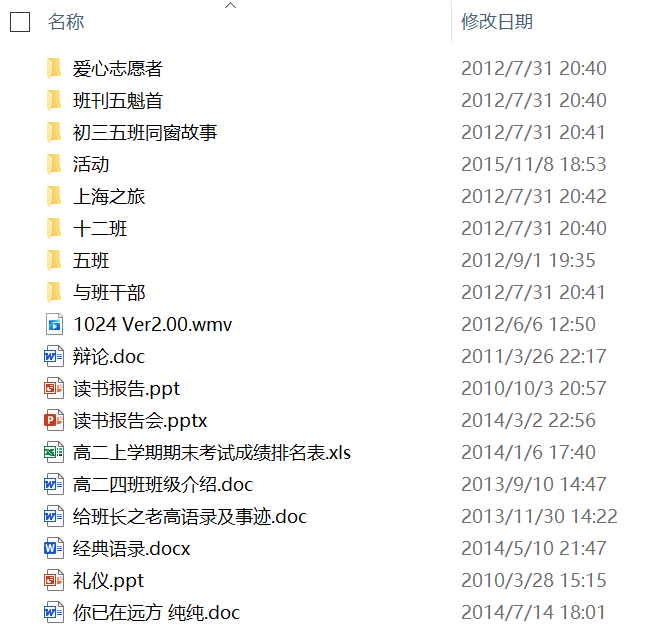 名称 修改日期
爱心志愿者 2012/7/31 20:40
班刊五魁首 2012/7/31 20:40
初三五班同窗故事 2012/7/31 20:41
活动 2015/11/8 18:53
上海之旅 2012/7/31 20:42
十二班 2012/7/31 20:40
五班 2012/9/1 19:35
与班干部 2012/7/31 20:41
1024 Ver2.00.wmv 2012/6/6 12:50
辩论.doc 2011/3/26 22:17
读书报告.ppt 2010/10/3 20:57
读书报告会.pptx 2014/3/2 22:56
高二上学期期末考试成绩排名表.xls 2014/1/6 17:40
高二四班班级介绍.doc 2013/9/10 14:47
给班长之老高语录及事迹.doc 2013/11/30 14:22
经典语录.docx 2014/5/10 21:47
礼仪.ppt 2010/3/28 15:15
你已在远方 纯纯.doc 2014/7/14 18:01